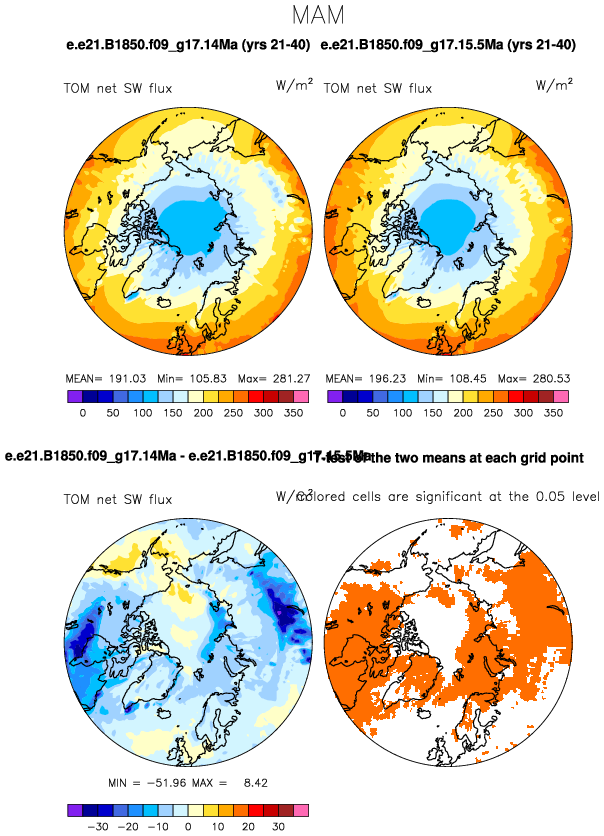 MAM
e.e21.B1850.f09_g17.14Ma (yrs 21-40) e.e21.B1850.f09_g17.15.5Ma (yrs 21-40)
TOM net SW flux W/m² TOM net SW flux W/m²
MEAN= 191.03 Min= 105.83 Max= 281.27 MEAN= 196.23 Min= 108.45 Max= 280.53
0 50 100 150 200 250 300 350 0 50 100 150 200 250 300 350
e.e21.B1850.f09_g17.14Ma - e.e21.B1850.f09_g17.15.5Ma T-test of the two means at each grid point
TOM net SW flux W/m² Colored cells are significant at the 0.05 level
MIN = -51.96 MAX = 8.42
-30 -20 -10 0 10 20 30